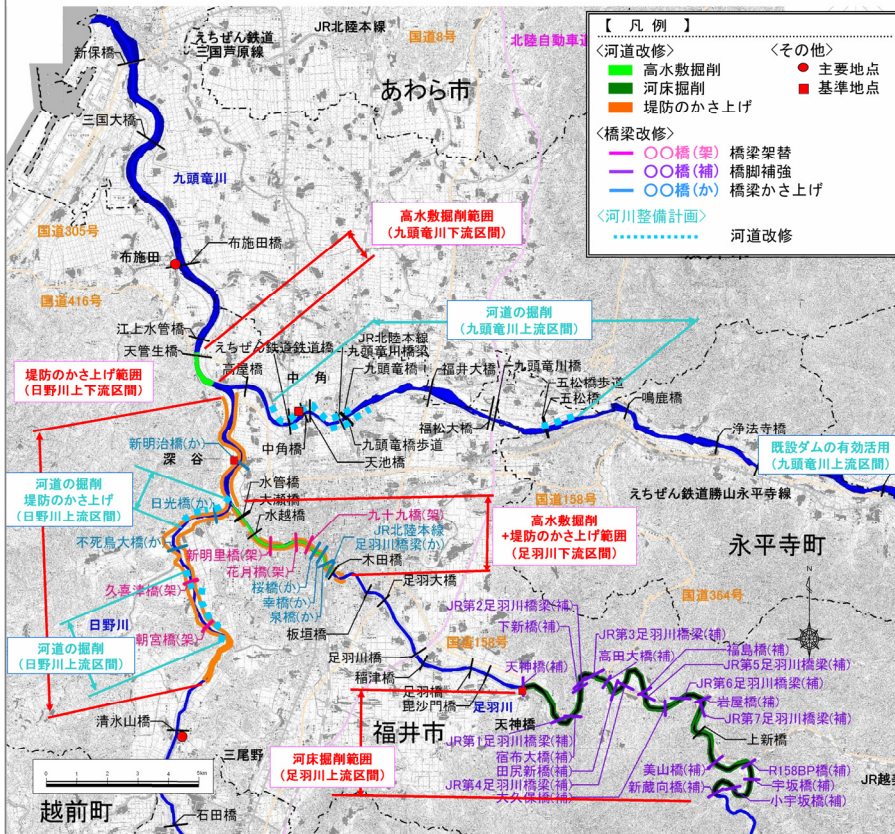 【 凡 例 】
<河道改修>
高水敷掘削
河床掘削
堤防のかさ上げ
<その他>
主要地点
基準地点
<橋梁改修>
〇〇橋(架) 橋梁架替
〇〇橋(補) 橋脚補強
〇〇橋(か) 橋梁かさ上げ
<河川整備計画>
河道改修
JR北陸本線
国道8号
北陸自動車道
えちぜん鉄道
三国芦原線
新保橋
あわら市
三国大橋
九頭竜川
国道305号
高水敷掘削範囲
(九頭竜川下流区間)
布施田
布施田橋
国道416号
河道の掘削
(九頭竜川上流区間)
江上水管橋
天管生橋
えちぜん鉄道鉄道橋
JR北陸本線
九頭竜川橋梁
九頭竜橋
福井大橋
九頭竜川橋
五松橋歩道
五松橋
鳴鹿橋
高屋橋
中 角
堤防のかさ上げ範囲
(日野川上下流区間)
中角橋
天池橋
九頭竜橋歩道
福松大橋
浄法寺橋
既設ダムの有効活用
(九頭竜川上流区間)
新明治橋(か)
深 谷
河道の掘削
堤防のかさ上げ
(日野川上流区間)
日光橋(か)
水管橋
大瀬橋
水越橋
国道158号
えちぜん鉄道勝山永平寺線
九十九橋(架)
高水敷掘削
+堤防のかさ上げ範囲
(足羽川下流区間)
不死鳥大橋(か)
JR北陸本線
足羽川橋梁(か)
新明里橋(架)
花月橋(架)
木田橋
永平寺町
桜橋(か)
幸橋(か)
泉橋(か)
足羽大橋
久喜津橋(架)
板垣橋
国道364号
日野川
朝宮橋(架)
河道の掘削
(日野川上流区間)
国道158号
JR第2足羽川橋梁(補)
下新橋(補)
JR第3足羽川橋梁(補)
高田大橋(補)
福島橋(補)
JR第5足羽川橋梁(補)
JR第6足羽川橋梁(補)
岩屋橋(補)
JR第7足羽川橋梁(補)
上新橋
足羽川橋
稲津橋
足羽橋
毘沙門橋
足羽川
天神橋(補)
天神橋
清水山橋
三尾野
福井市
河床掘削範囲
(足羽川上流区間)
JR第1足羽川橋梁(補)
宿布大橋(補)
田尻新橋(補)
JR第4足羽川橋梁(補)
大久保橋(補)
美山橋(補)
新蔵向橋(補)
R158BP橋(補)
宇坂橋(補)
小宇坂橋(補)
JR越美
0
5km
越前町
石田橋